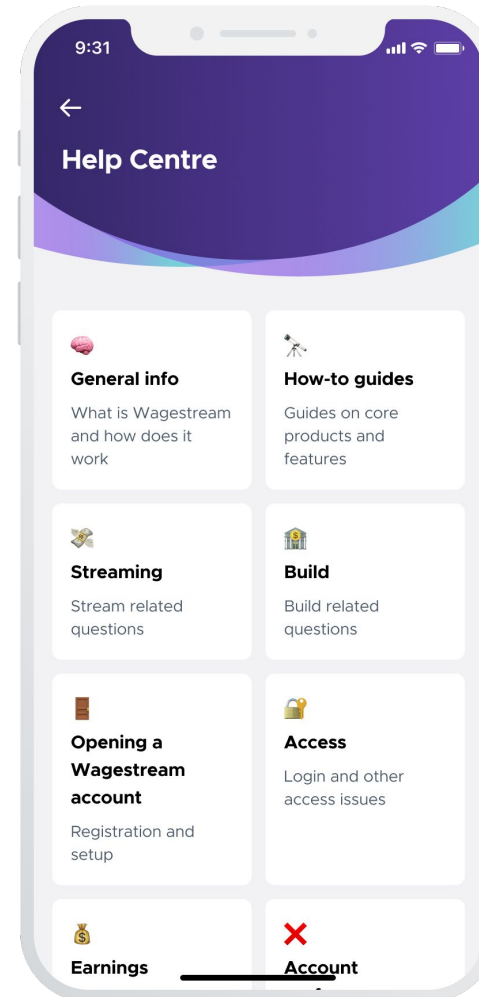 9:31
Help Centre
General info
What is Wagestream
and how does it
work
How-to guides
Guides on core
products and
features
Streaming
Stream related
questions
Build
Build related
questions
Opening a
Wagestream
account
Registration and
setup
Access
Login and other
access issues
Earnings
Account